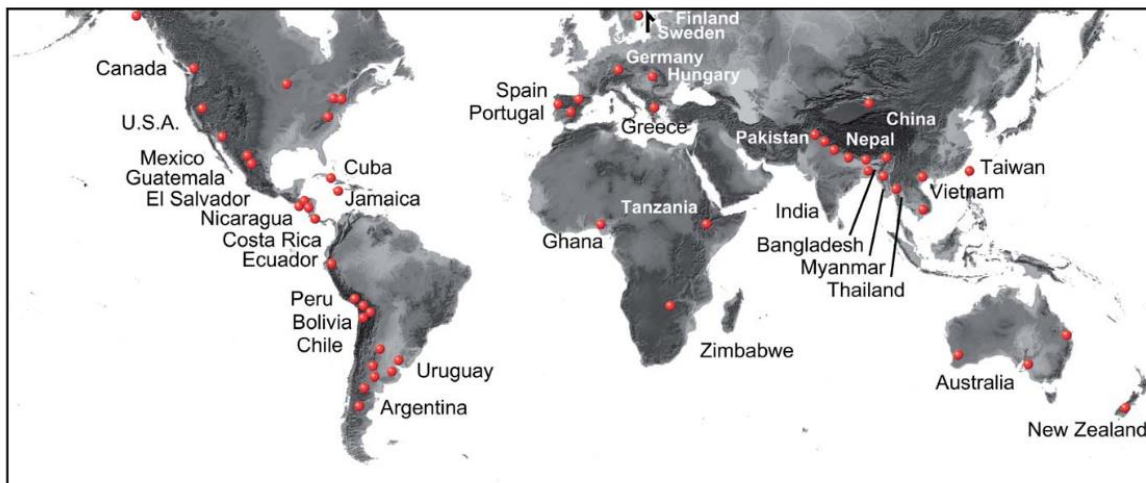 Finland
Sweden
Germany
Hungary
Canada
Spain
Portugal
Greece
China
U.S.A.
Pakistan
Nepal
Mexico
Guatemala
El Salvador
Nicaragua
Costa Rica
Ecuador
Cuba
Jamaica
Taiwan
Vietnam
Tanzania
India
Ghana
Bangladesh
Myanmar
Thailand
Peru
Bolivia
Chile
Zimbabwe
Uruguay
Australia
Argentina
New Zealand